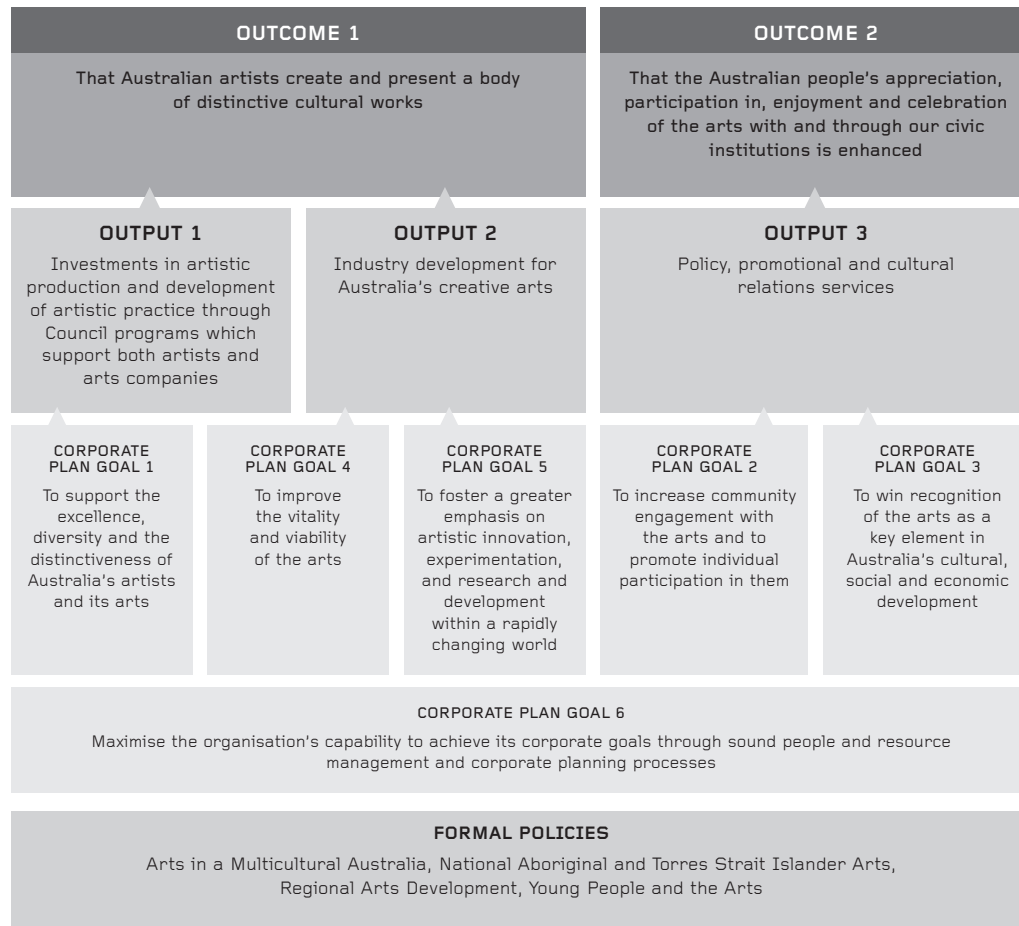 OUTCOME 1
That Australian artists create and present a body
of distinctive cultural works
OUTCOME 2
That the Australian people's appreciation,
participation in, enjoyment and celebration
of the arts with and through our civic
institutions is enhanced
OUTPUT 1
Investments in artistic
production and development
of artistic practice through
Council programs which
support both artists and
arts companies
OUTPUT 2
Industry development for
Australia's creative arts
OUTPUT 3
Policy, promotional and cultural
relations services
CORPORATE
PLAN GOAL 1
To support the
excellence,
diversity and the
distinctiveness of
Australia's artists
and its arts
CORPORATE
PLAN GOAL 4
To improve
the vitality
and viability
of the arts
CORPORATE
PLAN GOAL 5
To foster a greater
emphasis on
artistic innovation,
experimentation,
and research and
development
within a rapidly
changing world
CORPORATE
PLAN GOAL 2
To increase community
engagement with
the arts and to
promote individual
participation in them
CORPORATE
PLAN GOAL 3
To win recognition
of the arts as a
key element in
Australia's cultural,
social and economic
development
CORPORATE PLAN GOAL 6
Maximise the organisation's capability to achieve its corporate goals through sound people and resource
management and corporate planning processes
FORMAL POLICIES
Arts in a Multicultural Australia, National Aboriginal and Torres Strait Islander Arts,
Regional Arts Development, Young People and the Arts